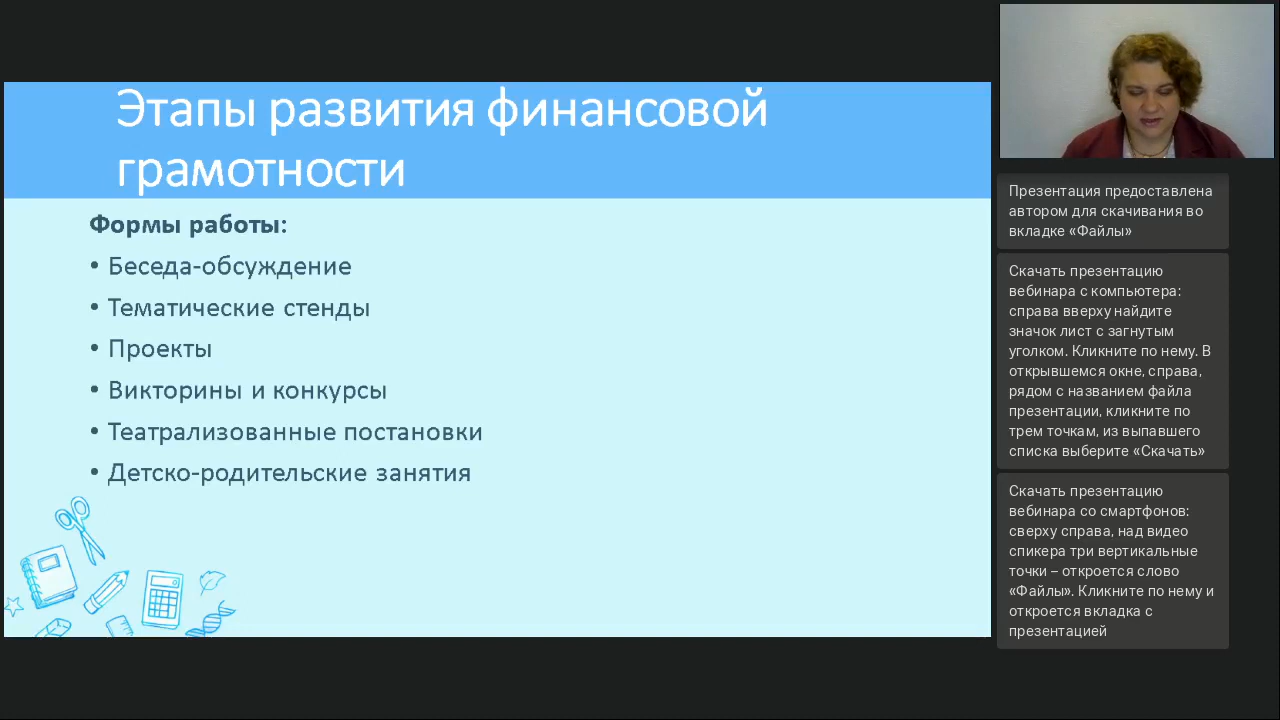 Этапы развития финансовой
грамотности
Формы работы:
• Беседа-обсуждение
• Тематические стенды
• Проекты
• Викторины и конкурсы
• Театрализованные постановки
• Детско-родительские занятия
Презентация предоставлена
автором для скачивания во
вкладке «Файлы»
Скачать презентацию
вебинара с компьютера:
справа вверху найдите
значок лист с загнутым
уголком. Кликните по нему. В
открывшемся окне, справа,
рядом с названием файла
презентации, кликните по
трем точкам, из выпавшего
списка выберите «Скачать»
Скачать презентацию
вебинара со смартфонов:
сверху справа, над видео
спикера три вертикальные
точки – откроется слово
«Файлы». Кликните по нему и
откроется вкладка с
презентацией